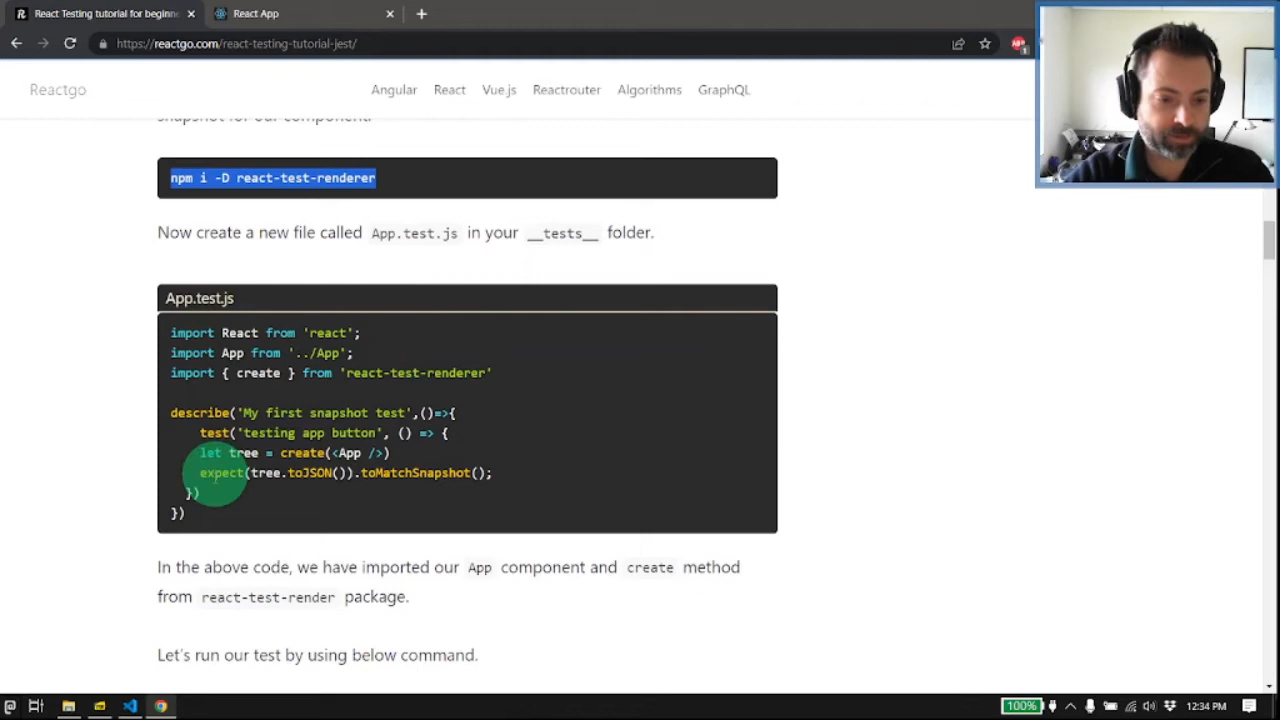 React Testing tutorial for beginne
React App
https://reactgo.com/react-testing-tutorial-jest/
Reactgo
Angular
React
Vue.js
Reactrouter
Algorithms
GraphQL
snapshot for our component.
npm i -D react-test-renderer
Now create a new file called App.test.js in your __tests__ folder.
App.test.js
import React from 'react';
import App from '../App';
import { create } from 'react-test-renderer'
describe('My first snapshot test',()=>{
test('testing app button', () => {
let tree = create(<App />)
expect(tree.toJSON()).toMatchSnapshot();
})
})
In the above code, we have imported our App component and create method
from react-test-render package.
Let's run our test by using below command.
100%
12:34 PM